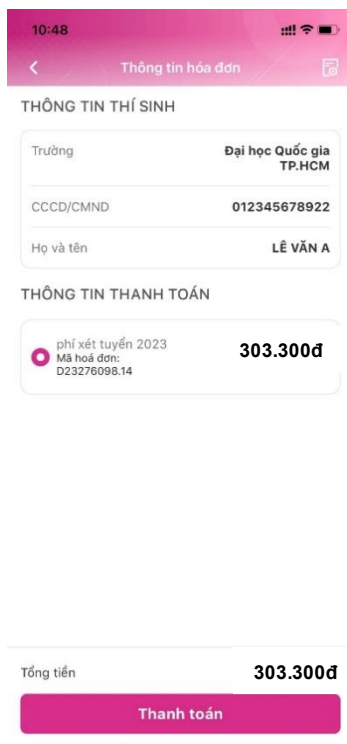 10:48
Thông tin hóa đơn
THÔNG TIN THÍ SINH
Trường
Đại học Quốc gia
TP.HCM
CCCD/CMND
012345678922
Họ và tên
LÊ VĂN A
THÔNG TIN THANH TOÁN
phí xét tuyển 2023
303.300đ
Mã hoá đơn:
D23276098.14
Tổng tiền
303.300đ
Thanh toán